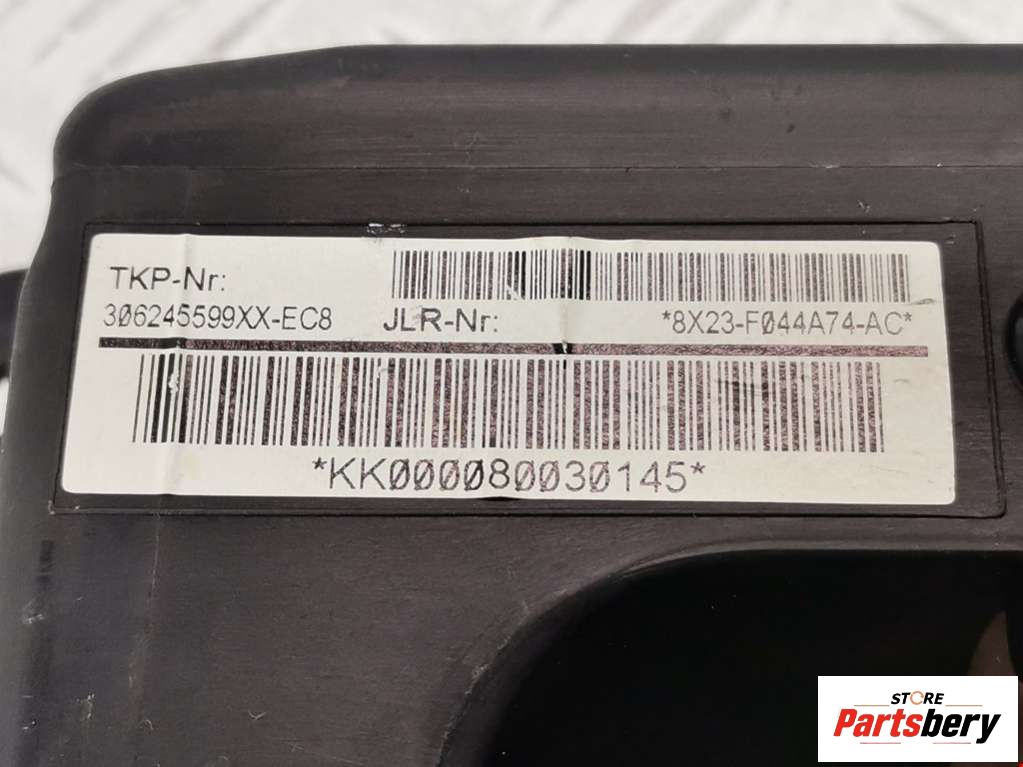 TKP-Nr:
306245599XX-EC8
JLR-Nr:
*8X23-F044A74-AC*
*KK000080030145*
STORE
Partsbery